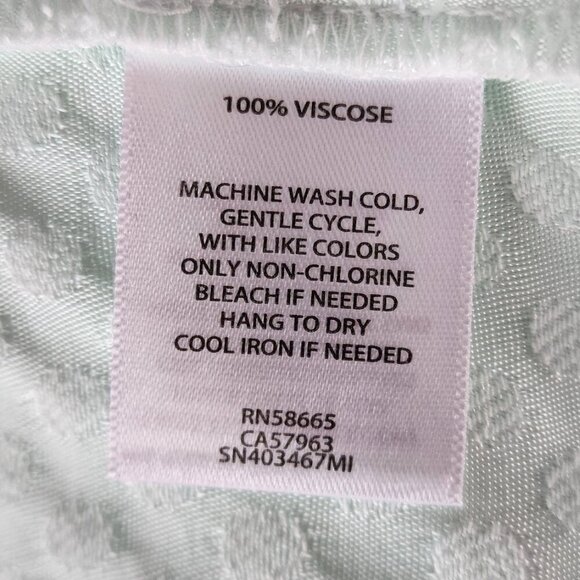 100% VISCOSE
MACHINE WASH COLD,
GENTLE CYCLE,
WITH LIKE COLORS
ONLY NON-CHLORINE
BLEACH IF NEEDED
HANG TO DRY
COOL IRON IF NEEDED
RN58665
CA57963
SN403467MI